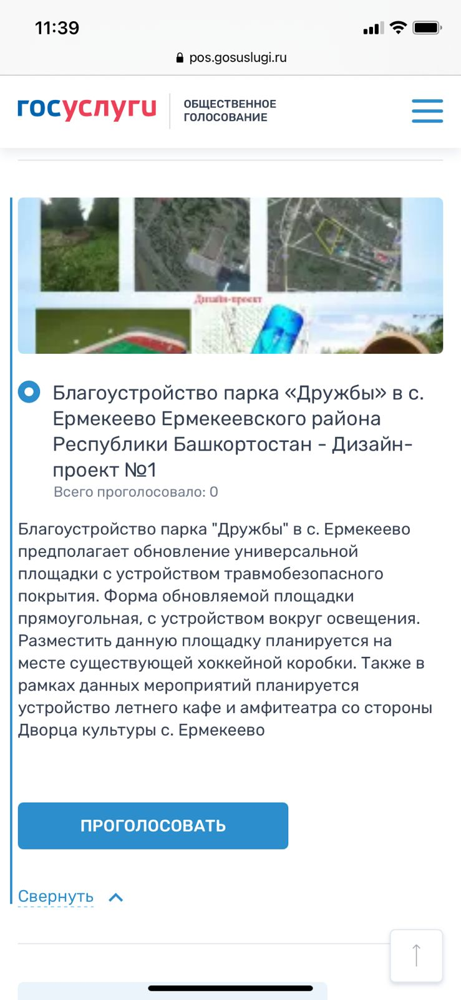 11:39
pos.gosuslugi.ru
госуслуги
ОБЩЕСТВЕННОЕ
ГОЛОСОВАНИЕ
Дизайн-проект
Благоустройство парка «Дружбы» в с.
Ермекеево Ермекеевского района
Республики Башкортостан - Дизайн-
проект №1
Всего проголосовало: 0
Благоустройство парка "Дружбы" в с. Ермекеево
предполагает обновление универсальной
площадки с устройством травмобезопасного
покрытия. Форма обновляемой площадки
прямоугольная, с устройством вокруг освещения.
Разместить данную площадку планируется на
месте существующей хоккейной коробки. Также в
рамках данных мероприятий планируется
устройство летнего кафе и амфитеатра со стороны
Дворца культуры с. Ермекеево
ПРОГОЛОСОВАТЬ
Свернуть